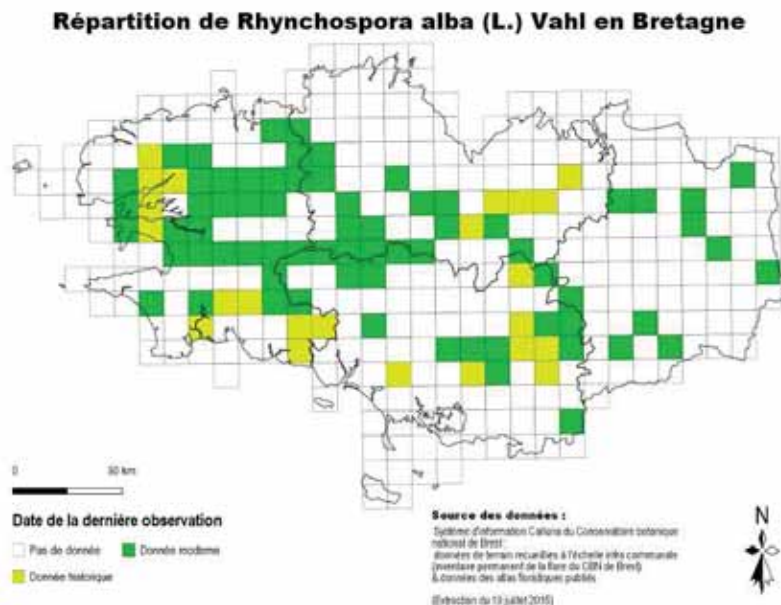 Répartition de Rhynchospora alba (L.) Vahl en Bretagne
0 50 km
N
Date de la dernière observation
Pas de donnée
Donnée moderne
Donnée historique
Source des données :
Système d'information Calluna du Conservatoire botanique
national de Brest :
données de terrain recueillies à l'échelle infra communale
(inventaire permanent de la flore du CBN de Brest)
& données des atlas floristiques publiés
(Extraction du 13 juillet 2015)